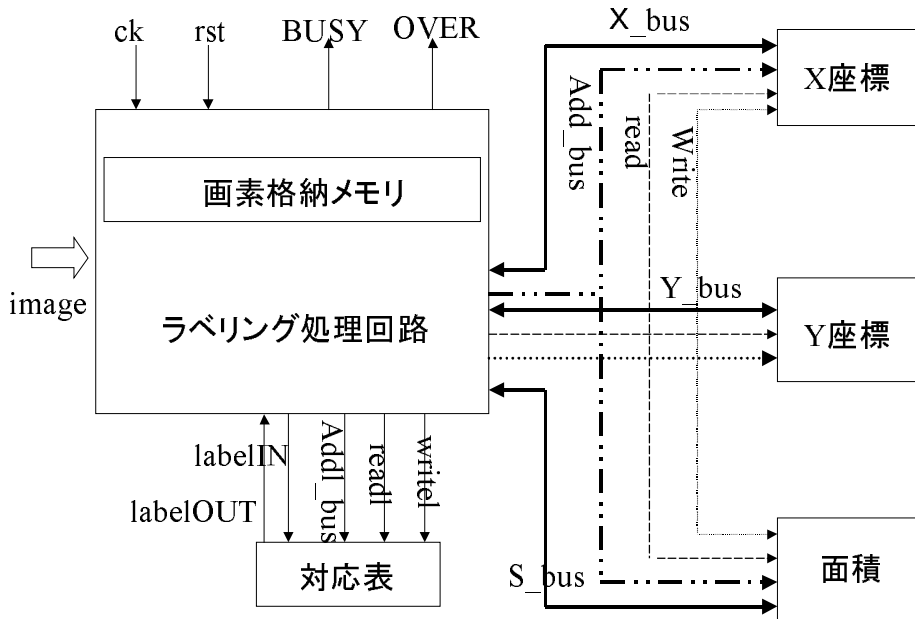 ck
rst
BUSY
OVER
X_bus
X座標
Add_bus
read
Write
画素格納メモリ
image
ラベリング処理回路
Y_bus
Y座標
labelIN
labelOUT
Addl_bus
readl
writel
対応表
S_bus
面積